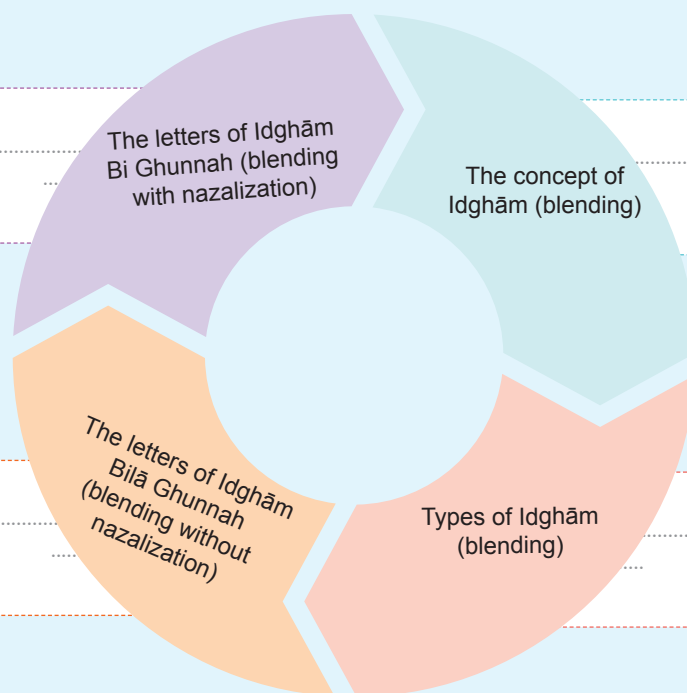 The letters of Idghām
Bi Ghunnah (blending
with nazalization)
The concept of
Idghām (blending)
The letters of Idghām
Bilā Ghunnah
(blending without
nazalization)
Types of Idghām
(blending)